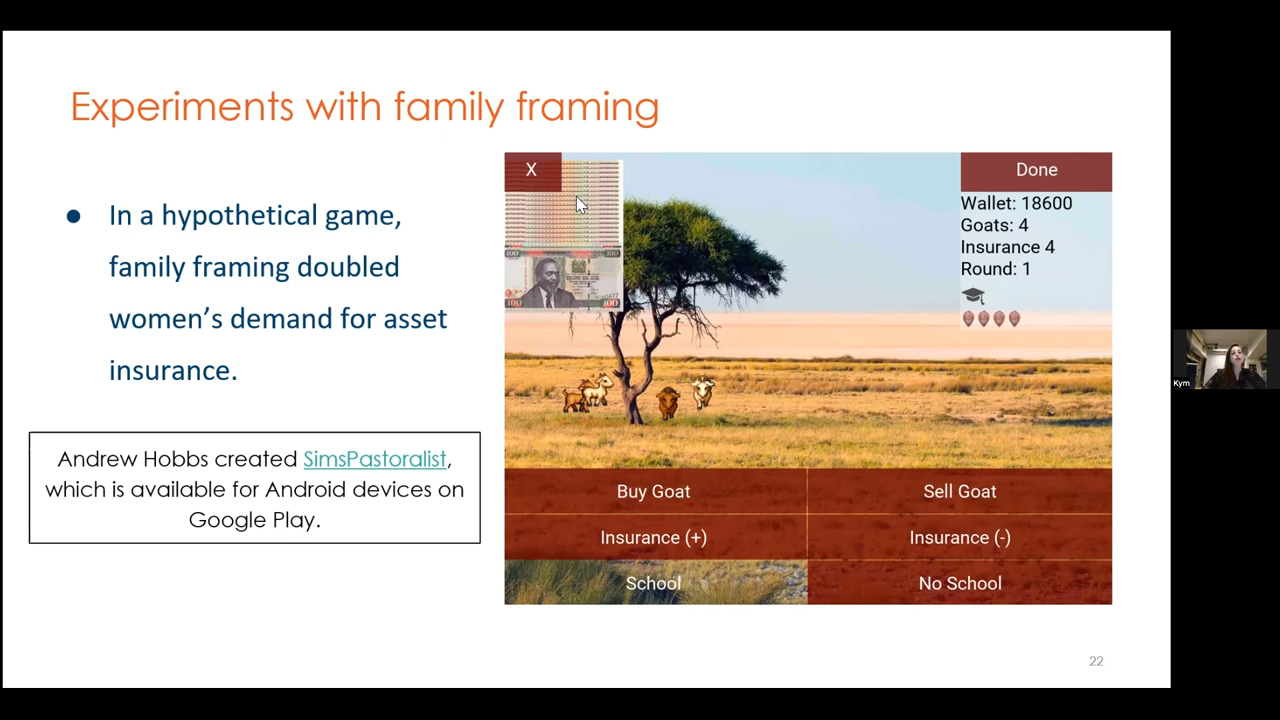 Experiments with family framing
● In a hypothetical game,
family framing doubled
women's demand for asset
insurance.
Andrew Hobbs created SimsPastoralist,
which is available for Android devices on
Google Play.
X
Done
Wallet: 18600
Goats: 4
Insurance 4
Round: 1
100
100
Buy Goat
Sell Goat
Insurance (+)
Insurance (-)
School
No School
22
Kym